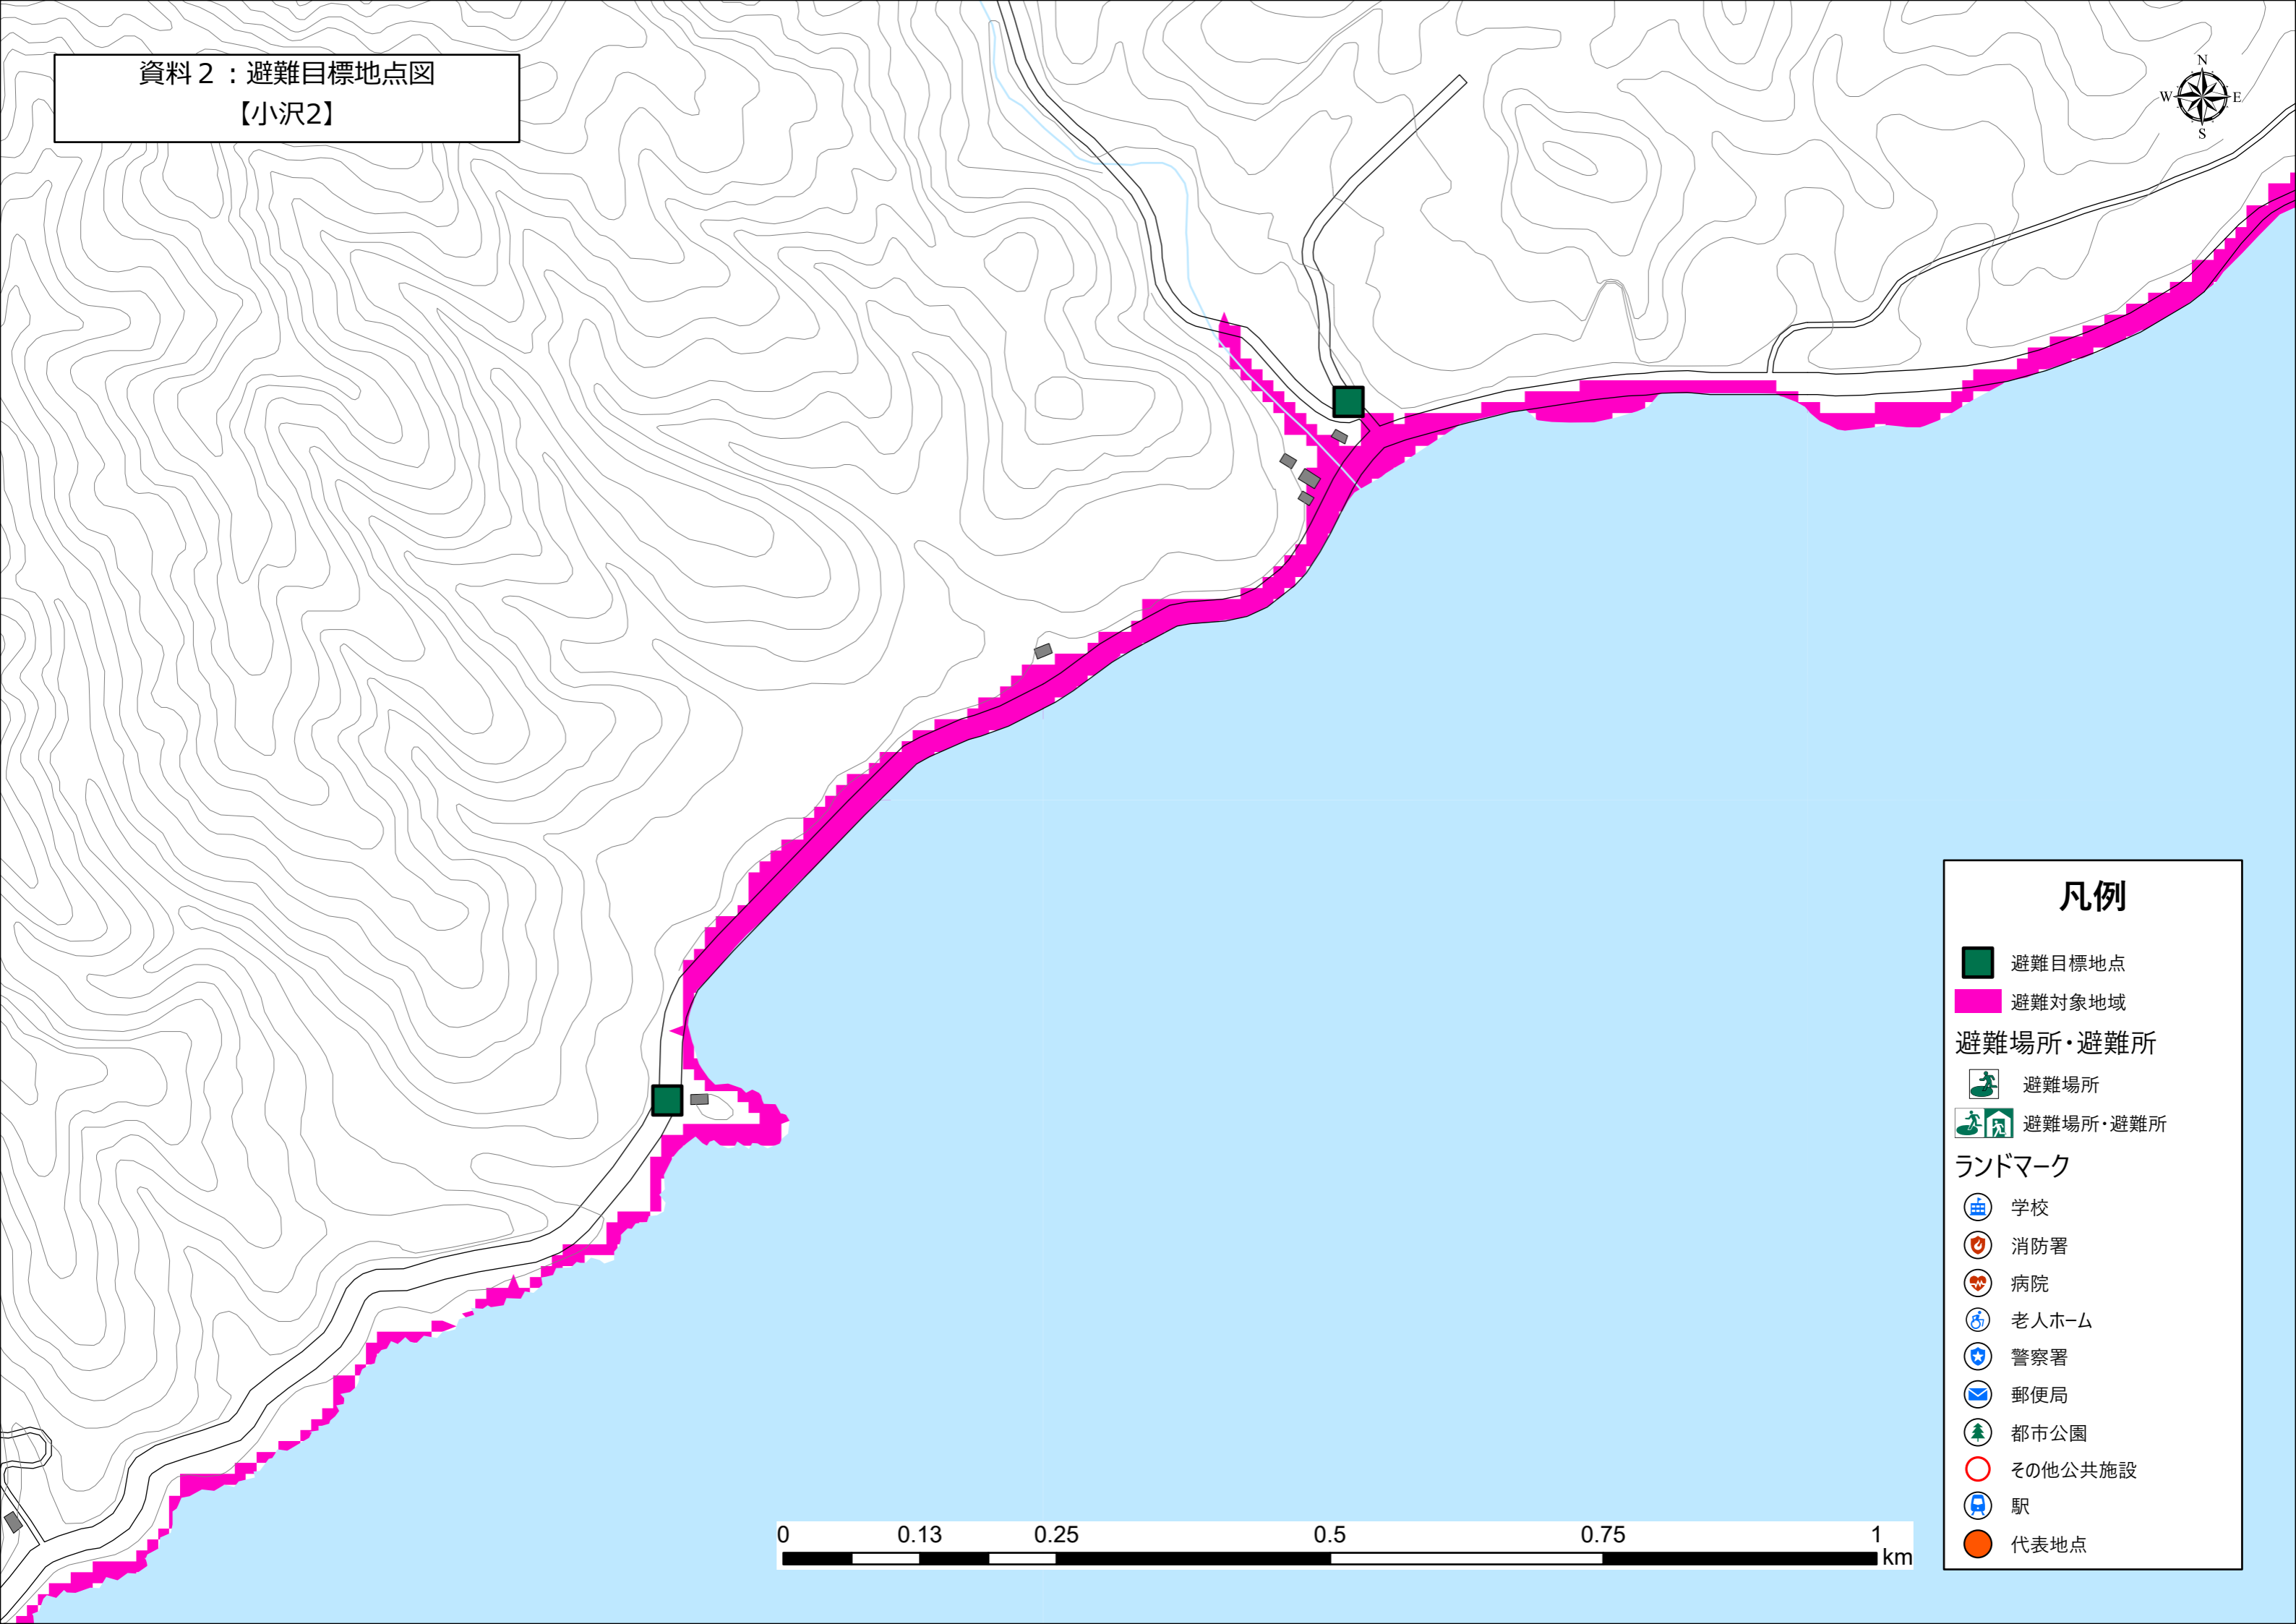 資料２：避難目標地点図
【小沢2】
N
W
E
S
凡例
避難目標地点
避難対象地域
避難場所・避難所
避難場所
避難場所・避難所
ランドマーク
学校
消防署
病院
老人ホーム
警察署
郵便局
都市公園
その他公共施設
駅
代表地点
0 0.13 0.25 0.5 0.75 1
km